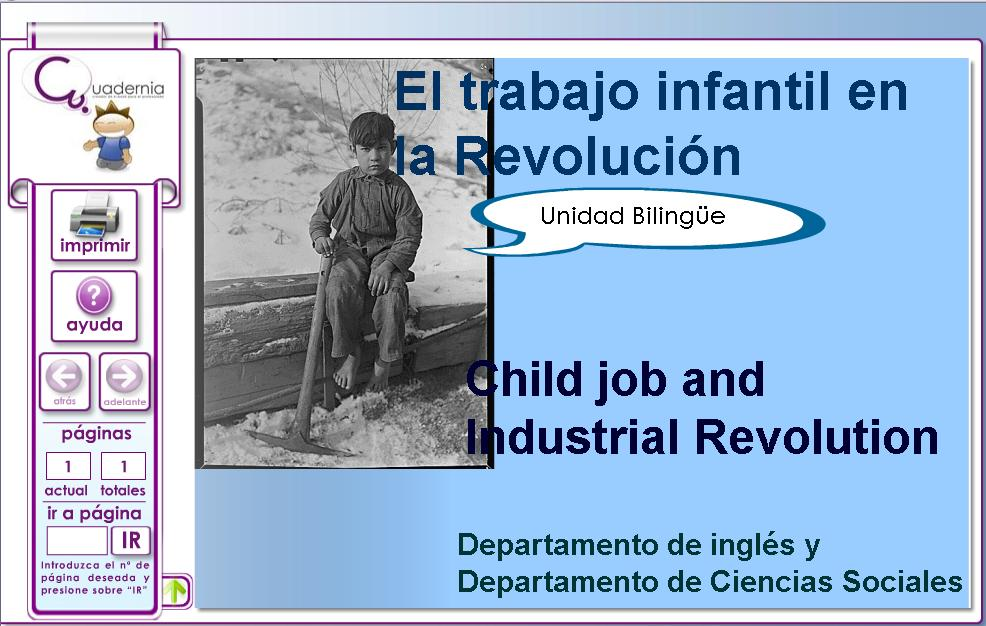 Cuadernia
imprimir
ayuda
atrás
adelante
páginas
1
1
actual totales
ir a página
IR
Introduzca el nº de
página deseada y
presione sobre "IR"
El trabajo infantil en
la Revolución
Unidad Bilingüe
Child job and
Industrial Revolution
Departamento de inglés y
Departamento de Ciencias Sociales